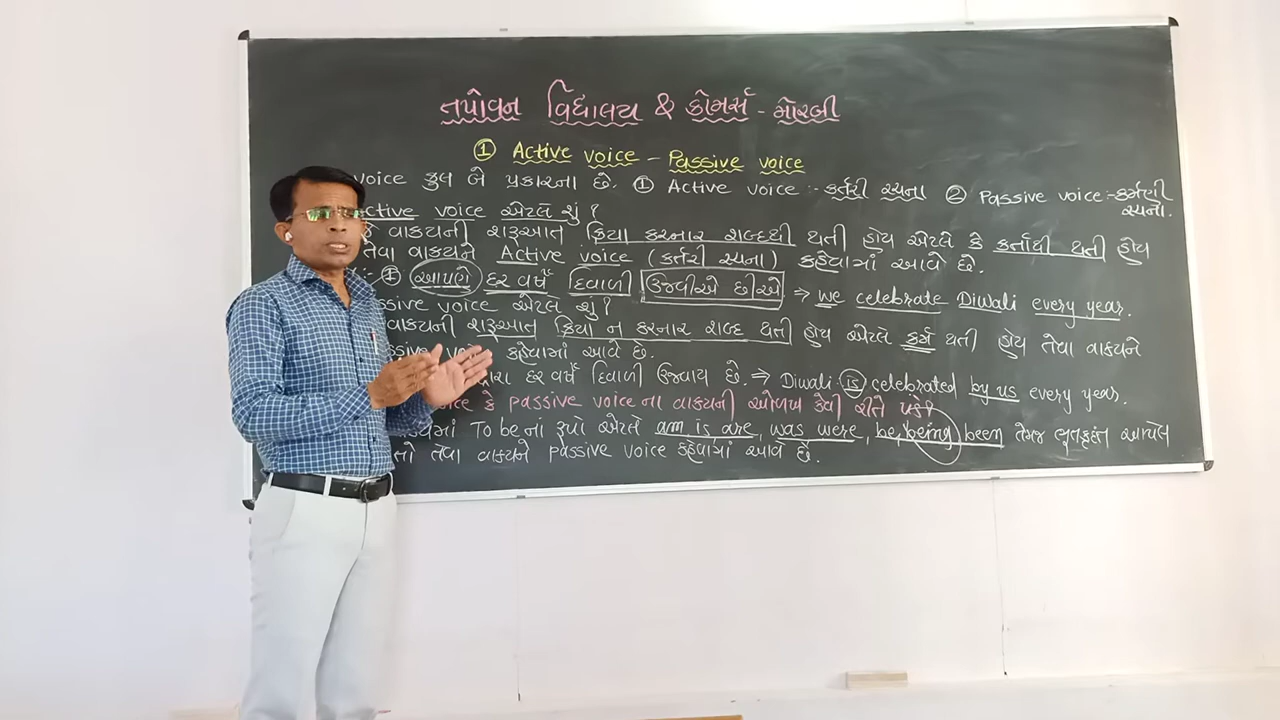 તપોવન વિદ્યાલય & કોમર્સ - મોરબી
① Active voice - Passive voice
voice કુલ બે પ્રકારના છે. ① Active voice :- કર્તરી રચના ② Passive voice :- કર્મણી રચના.
Active voice એટલે શું ?
જે વાક્યની શરૂઆત ક્રિયા કરનાર શબ્દથી થતી હોય એટલે કે કર્તાથી થતી હોય
તેવા વાક્યને Active voice (કર્તરી રચના) કહેવામાં આવે છે.
① આપણે દર વર્ષે દિવાળી ઉજવીએ છીએ → we celebrate Diwali every year.
voice એટલે શું ?
વાક્યની શરૂઆત ક્રિયા ન કરનાર શબ્દ થતી હોય એટલે કર્મ થતી હોય તેવા વાક્યને
કહેવામાં આવે છે.
દર વર્ષે દિવાળી ઉજવાય છે. ⇒ Diwali is celebrated by us every year.
કે Passive voice ના વાક્યની ઓળખ કેવી રીતે પડે ?
To be ના રૂપો એટલે am is are, was were, be, being been તેમજ ભૂતકૃદંત આપેલ
તેવા વાક્યને Passive voice કહેવામાં આવે છે.